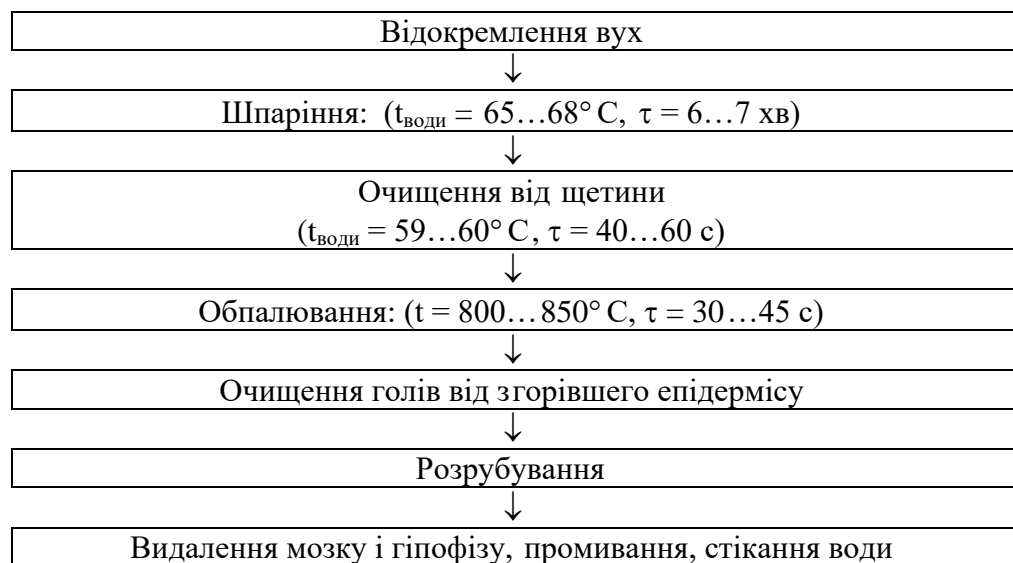 Відокремлення вух
↓
Шпаріння: (tводи = 65…68° С, τ = 6…7 хв)
↓
Очищення від щетини
(tводи = 59…60° С, τ = 40…60 с)
↓
Обпалювання: (t = 800…850° С, τ = 30…45 с)
↓
Очищення голів від згорівшего епідермісу
↓
Розрубування
↓
Видалення мозку і гіпофізу, промивання, стікання води